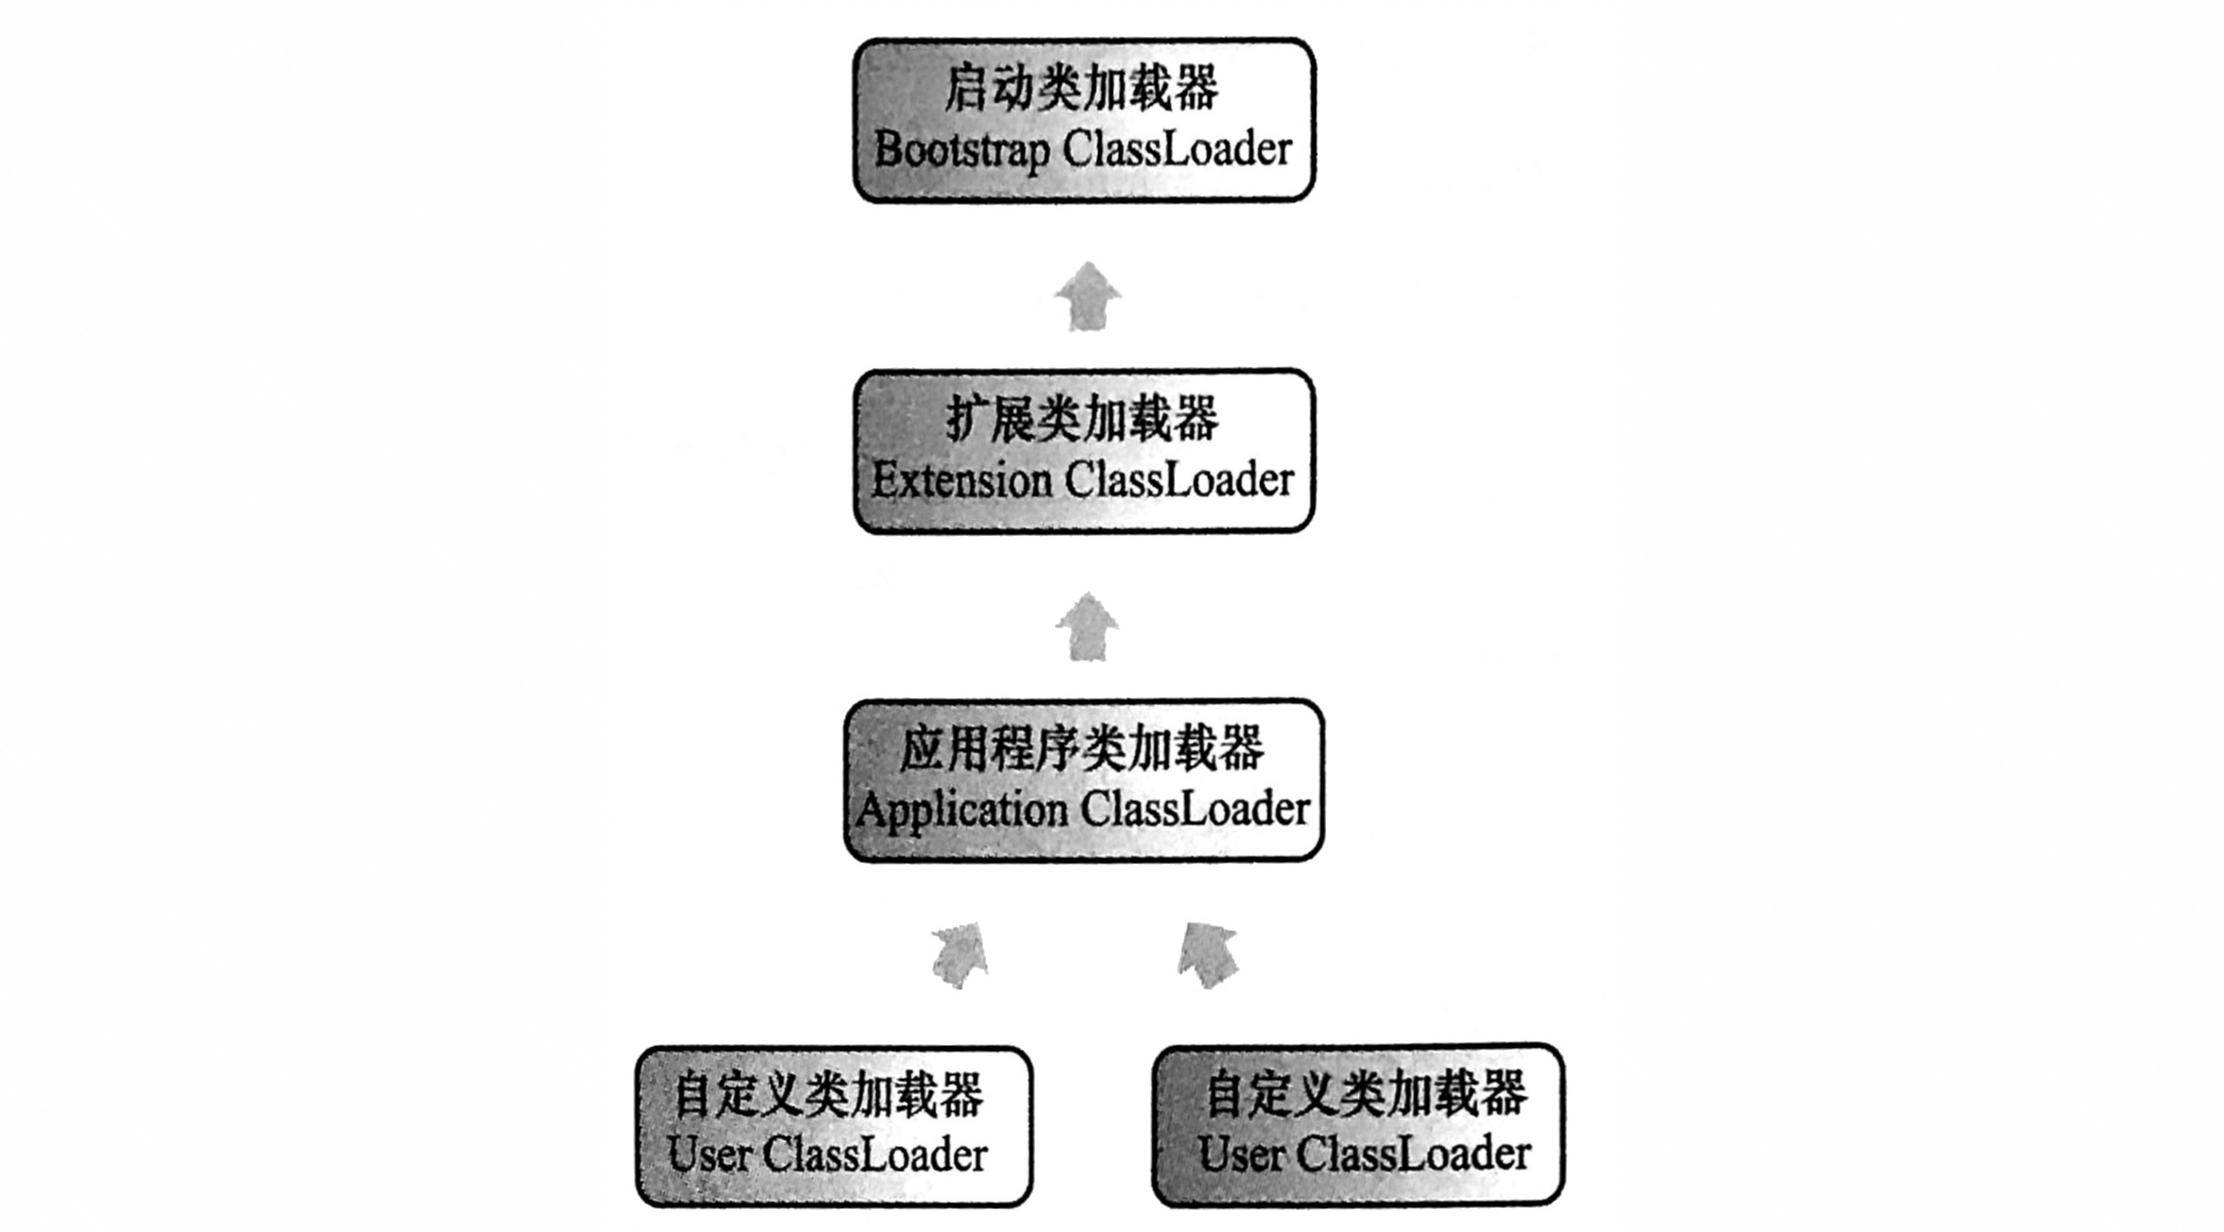 启动类加载器
Bootstrap ClassLoader
扩展类加载器
Extension ClassLoader
应用程序类加载器
Application ClassLoader
自定义类加载器
User ClassLoader
自定义类加载器
User ClassLoader